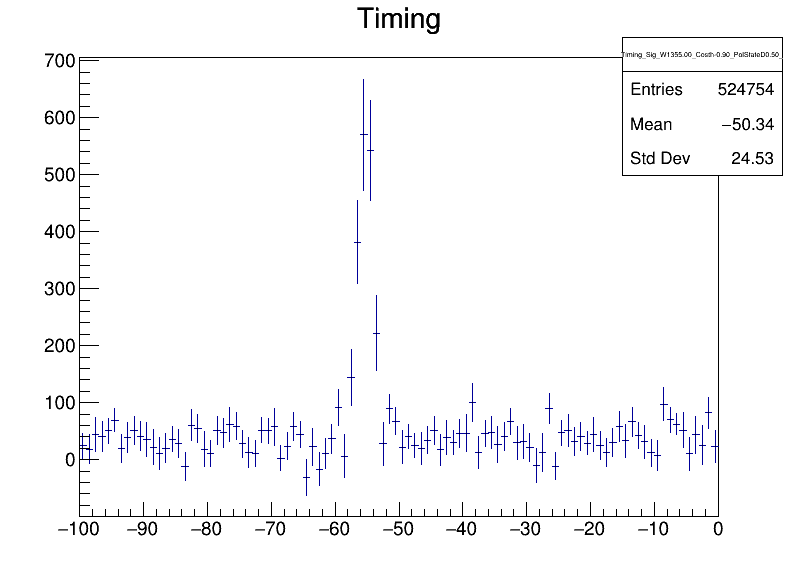 Timing
Timing_Sig_W1355.00_Costh-0.90_PolStateD0.50_
Entries 524754
Mean −50.34
Std Dev 24.53
700
600
500
400
300
200
100
0
−100 −90 −80 −70 −60 −50 −40 −30 −20 −10 0